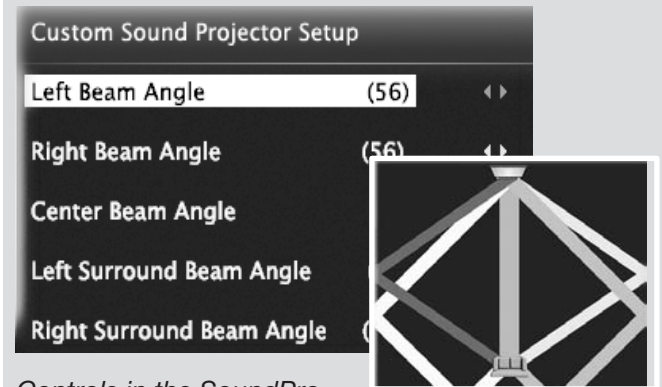 Custom Sound Projector Setup
Left Beam Angle (56)
Right Beam Angle (56)
Center Beam Angle
Left Surround Beam Angle
Right Surround Beam Angle (
Controls in the SoundPro